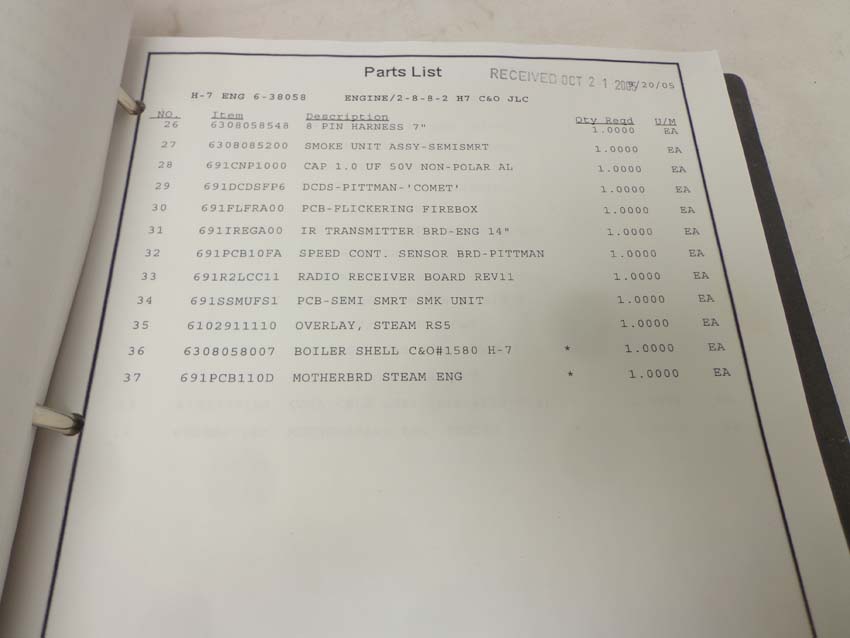 Parts List RECEIVED OCT 2 1 2005 /20/05
H-7 ENG 6-38058 ENGINE/2-8-8-2 H7 C&O JLC
NO. Item Description Qty Reqd U/M
26 6308058548 8 PIN HARNESS 7" 1.0000 EA
27 6308085200 SMOKE UNIT ASSY-SEMISMRT 1.0000 EA
28 691CNP1000 CAP 1.0 UF 50V NON-POLAR AL 1.0000 EA
29 691DCDSFP6 DCDS-PITTMAN-'COMET' 1.0000 EA
30 691FLFRA00 PCB-FLICKERING FIREBOX 1.0000 EA
31 691IREGA00 IR TRANSMITTER BRD-ENG 14" 1.0000 EA
32 691PCB10FA SPEED CONT. SENSOR BRD-PITTMAN 1.0000 EA
33 691R2LCC11 RADIO RECEIVER BOARD REV11 1.0000 EA
34 691SSMUFS1 PCB-SEMI SMRT SMK UNIT 1.0000 EA
35 6102911110 OVERLAY, STEAM RS5 1.0000 EA
36 6308058007 BOILER SHELL C&O#1580 H-7 * 1.0000 EA
37 691PCB110D MOTHERBRD STEAM ENG * 1.0000 EA